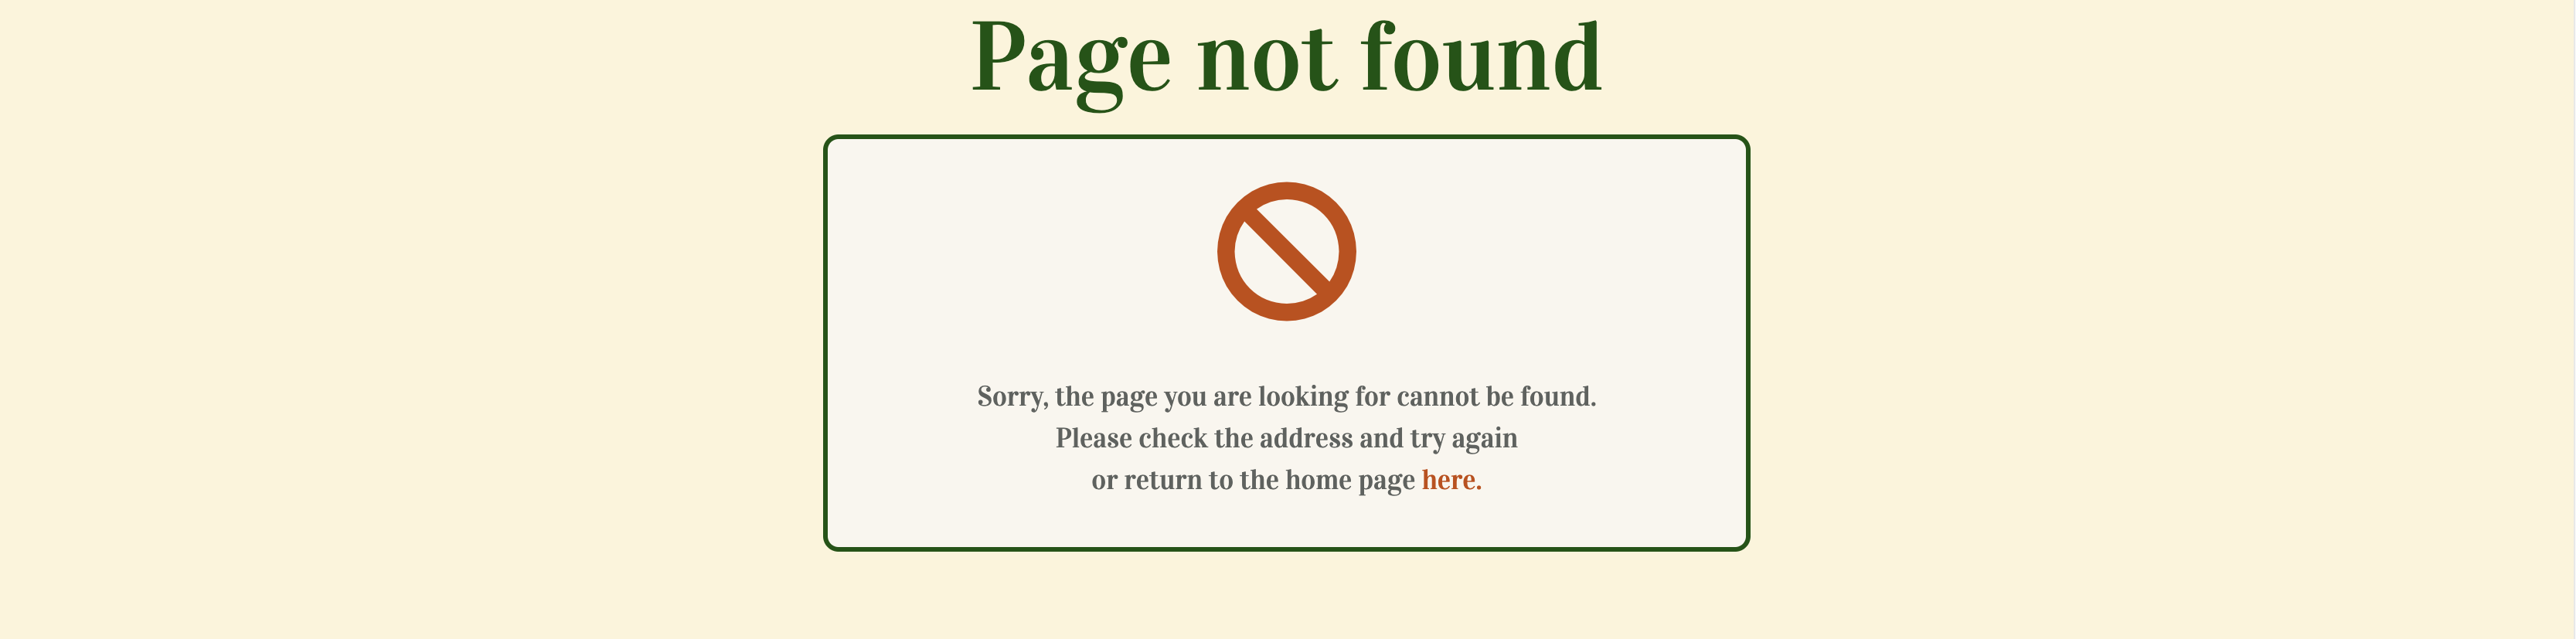 Page not found
Sorry, the page you are looking for cannot be found.
Please check the address and try again
or return to the home page here.